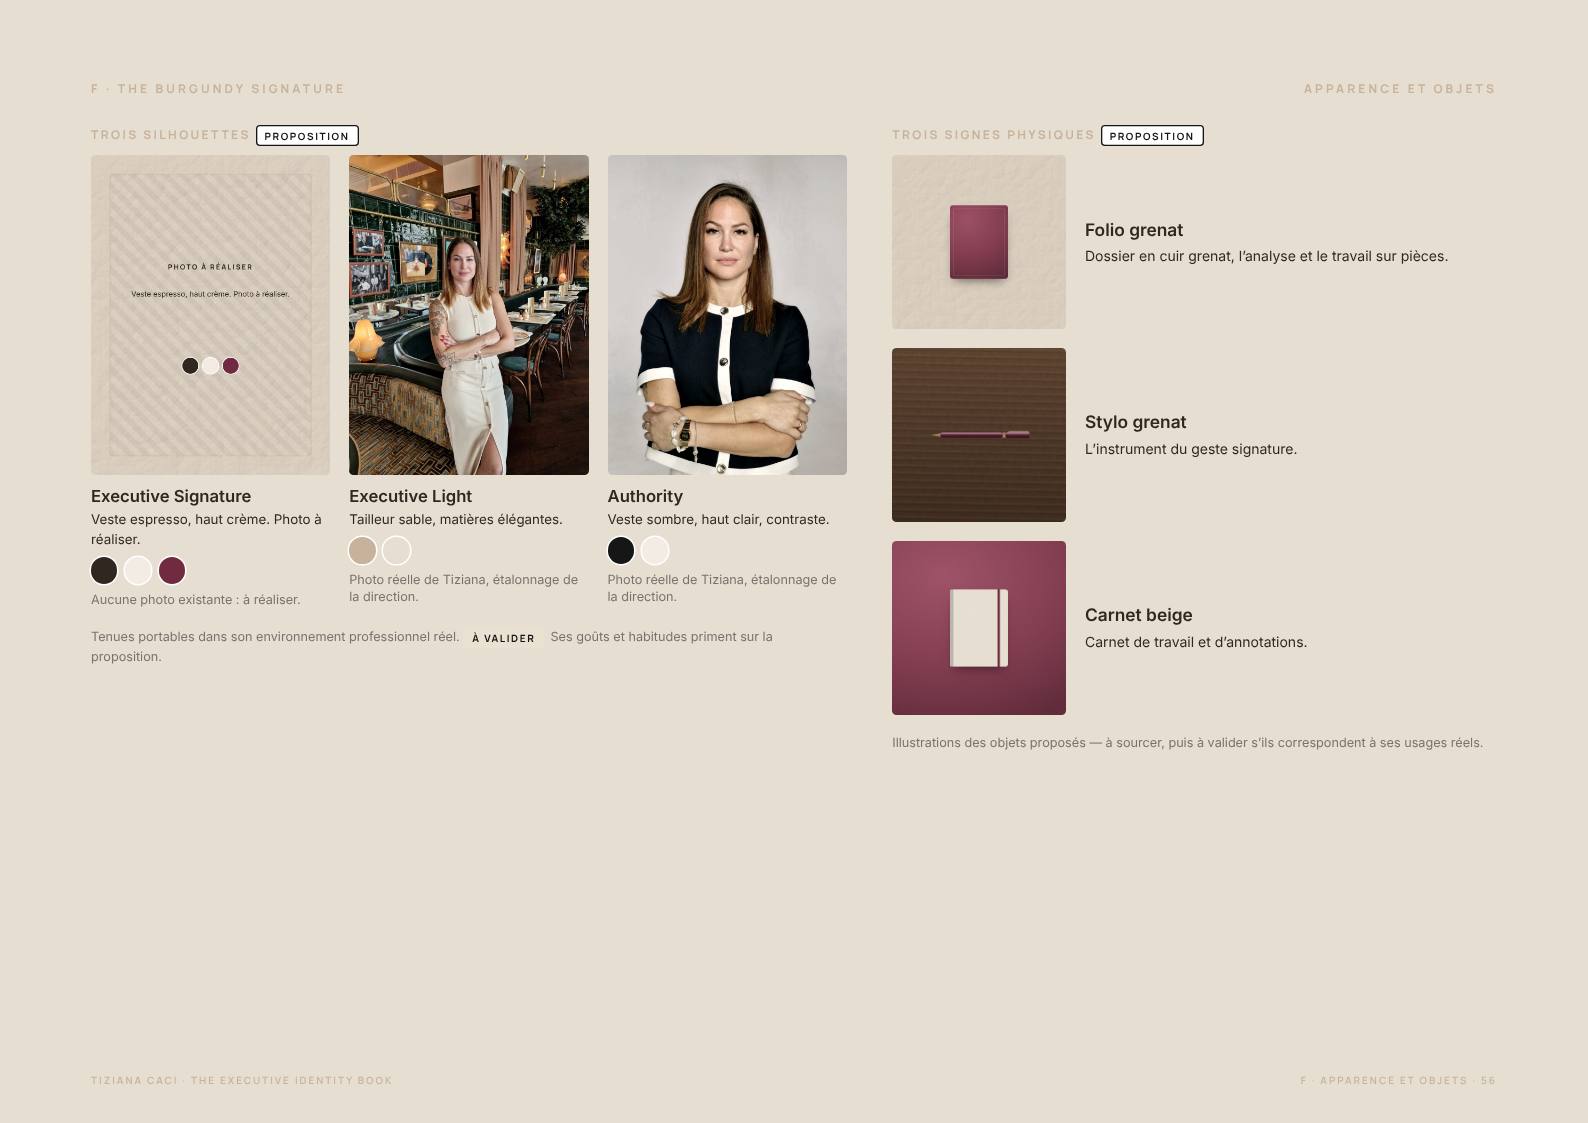 F · THE BURGUNDY SIGNATURE
APPARENCE ET OBJETS
TROIS SILHOUETTES PROPOSITION
PHOTO À RÉALISER
Veste espresso, haut crème. Photo à réaliser.
Executive Signature
Veste espresso, haut crème. Photo à
réaliser.
Aucune photo existante : à réaliser.
Executive Light
Tailleur sable, matières élégantes.
Photo réelle de Tiziana, étalonnage de
la direction.
Authority
Veste sombre, haut clair, contraste.
Photo réelle de Tiziana, étalonnage de
la direction.
Tenues portables dans son environnement professionnel réel. À VALIDER Ses goûts et habitudes priment sur la
proposition.
TROIS SIGNES PHYSIQUES PROPOSITION
Folio grenat
Dossier en cuir grenat, l’analyse et le travail sur pièces.
Stylo grenat
L’instrument du geste signature.
Carnet beige
Carnet de travail et d’annotations.
Illustrations des objets proposés — à sourcer, puis à valider s’ils correspondent à ses usages réels.
TIZIANA CACI · THE EXECUTIVE IDENTITY BOOK
F · APPARENCE ET OBJETS · 56